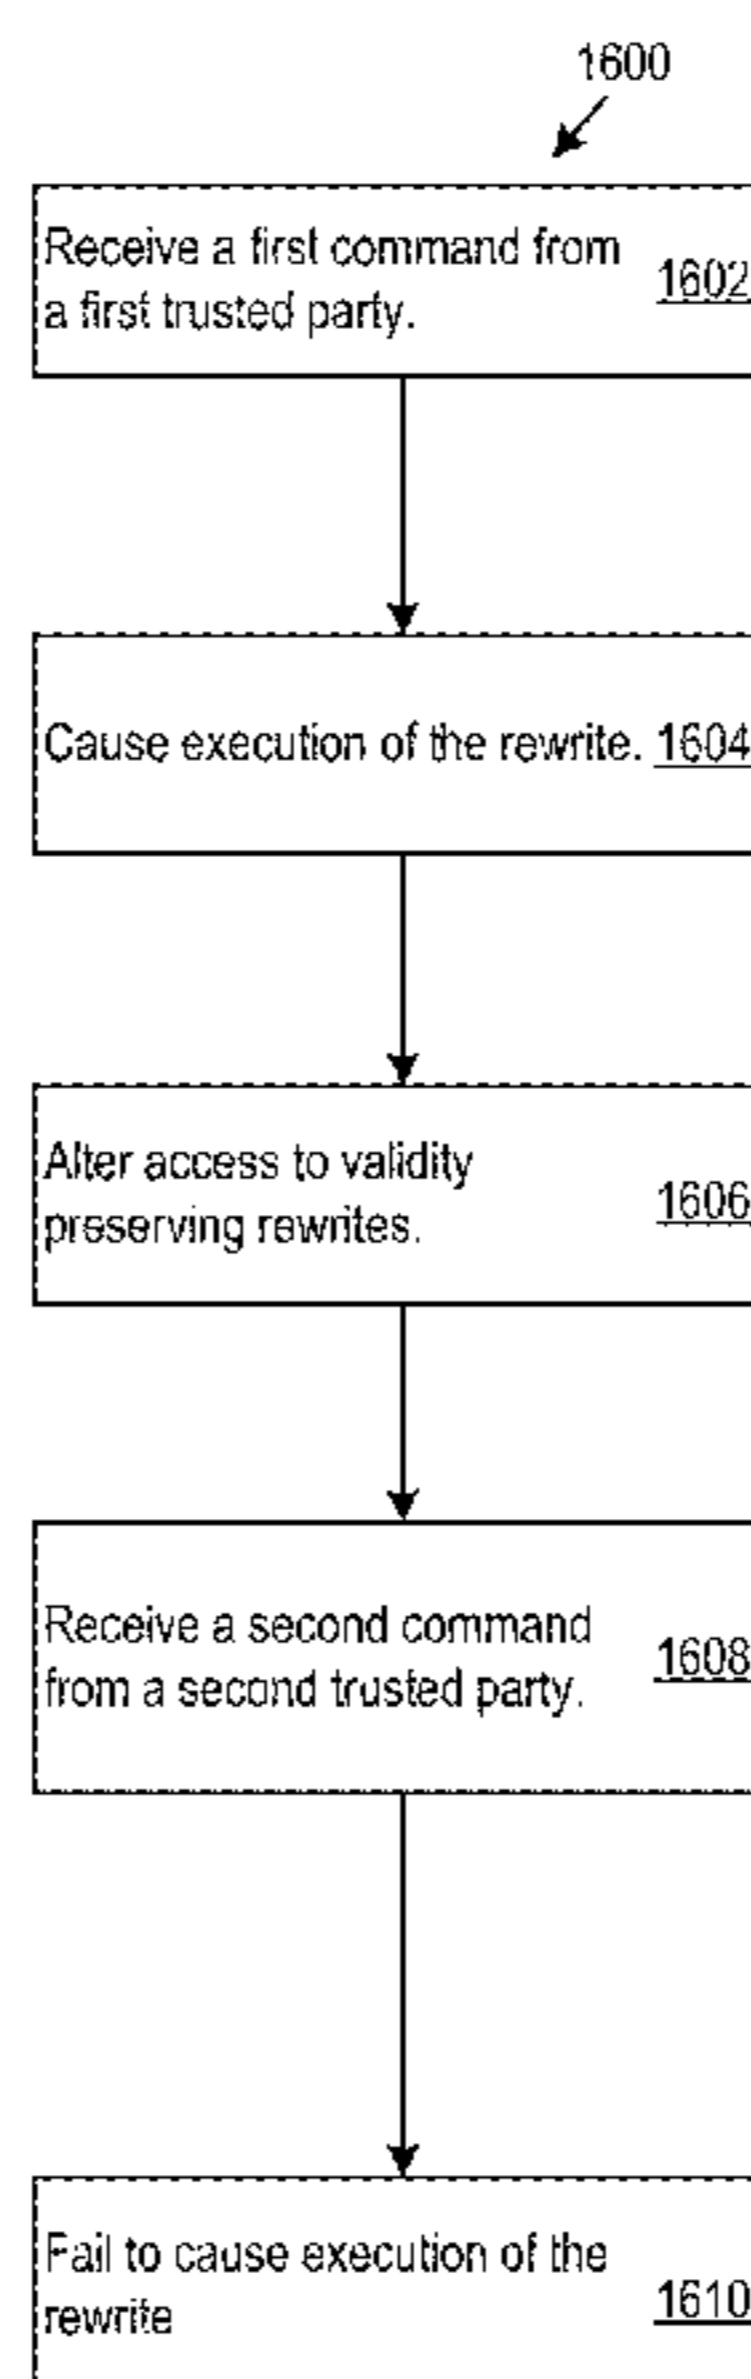 1600
Receive a first command from
a first trusted party.
1602
Cause execution of the rewrite. 1604
Alter access to validity
preserving rewrites.
1606
Receive a second command
from a second trusted party.
1608
Fail to cause execution of the
rewrite
1610